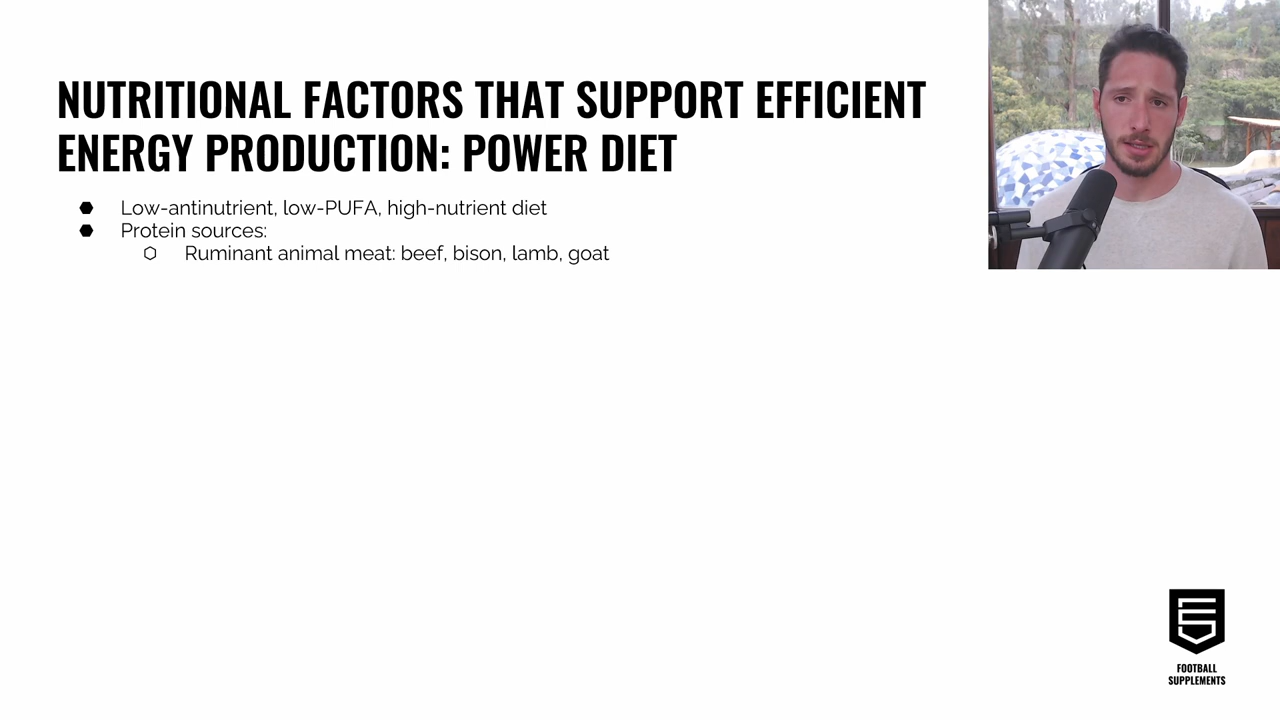 NUTRITIONAL FACTORS THAT SUPPORT EFFICIENT
ENERGY PRODUCTION: POWER DIET
Low-antinutrient, low-PUFA, high-nutrient diet
Protein sources:
Ruminant animal meat: beef, bison, lamb, goat
FOOTBALL
SUPPLEMENTS